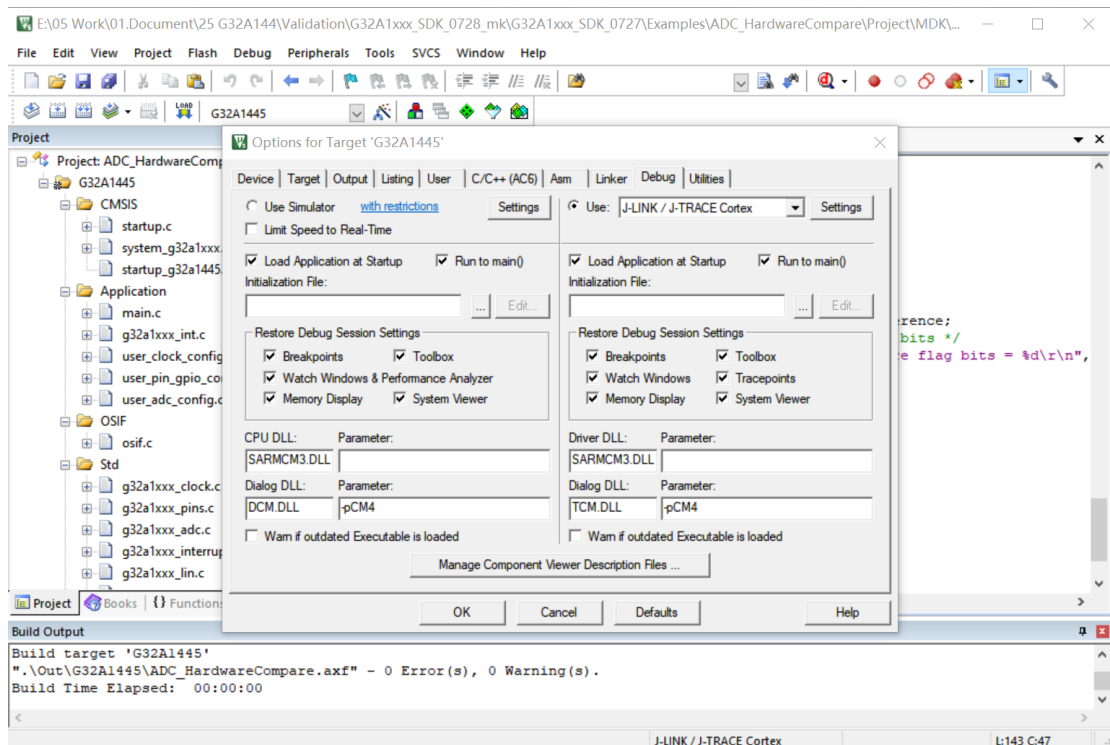 E:\05 Work\01.Document\25 G32A144\Validation\G32A1xxx_SDK_0728_mk\G32A1xxx_SDK_0727\Examples\ADC_HardwareCompare\Project\MDK\...
File Edit View Project Flash Debug Peripherals Tools SVCS Window Help
LOAD G32A1445
Project
Project: ADC_HardwareComp
G32A1445
CMSIS
startup.c
system_g32a1xxx.
startup_g32a1445.
Application
main.c
g32a1xxx_int.c
user_clock_config
user_pin_gpio_co
user_adc_config.c
OSIF
osif.c
Std
g32a1xxx_clock.c
g32a1xxx_pins.c
g32a1xxx_adc.c
g32a1xxx_interrup
g32a1xxx_lin.c
Project Books {} Functions
Options for Target 'G32A1445'
Device Target Output Listing User C/C++ (AC6) Asm Linker Debug Utilities
Use Simulator with restrictions Settings Use: J-LINK / J-TRACE Cortex Settings
Limit Speed to Real-Time
Load Application at Startup Run to main() Load Application at Startup Run to main()
Initialization File: Initialization File:
... Edit... ... Edit...
Restore Debug Session Settings Restore Debug Session Settings
Breakpoints Toolbox Breakpoints Toolbox
Watch Windows & Performance Analyzer Watch Windows Tracepoints
Memory Display System Viewer Memory Display System Viewer
CPU DLL: Parameter: Driver DLL: Parameter:
SARMCM3.DLL SARMCM3.DLL
Dialog DLL: Parameter: Dialog DLL: Parameter:
DCM.DLL -pCM4 TCM.DLL -pCM4
Warn if outdated Executable is loaded Warn if outdated Executable is loaded
Manage Component Viewer Description Files ...
OK Cancel Defaults Help
erence;
bits */
e flag bits = %d\r\n",
Build Output
Build target 'G32A1445'
".\Out\G32A1445\ADC_HardwareCompare.axf" - 0 Error(s), 0 Warning(s).
Build Time Elapsed: 00:00:00
J-LINK / J-TRACE Cortex L:143 C:47